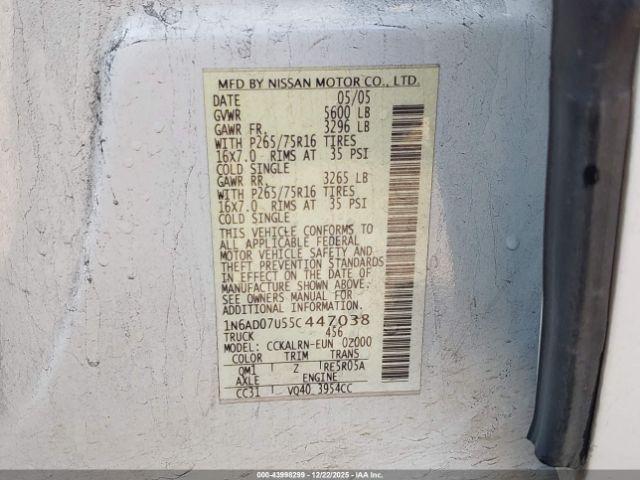 MFD BY NISSAN MOTOR CO., LTD.
DATE 05/05
GVWR 5600 LB
GAWR FR. 3296 LB
WITH P265/75R16 TIRES
16X7.0 RIMS AT 35 PSI
COLD SINGLE
GAWR RR. 3265 LB
WITH P265/75R16 TIRES
16X7.0 RIMS AT 35 PSI
COLD SINGLE
THIS VEHICLE CONFORMS TO
ALL APPLICABLE FEDERAL
MOTOR VEHICLE SAFETY AND
THEFT PREVENTION STANDARDS
IN EFFECT ON THE DATE OF
MANUFACTURE SHOWN ABOVE.
SEE OWNERS MANUAL FOR
ADDITIONAL INFORMATION.
1N6AD07U55C447038
TRUCK 456
MODEL: CCKALRN-EUN 0Z000
COLOR TRIM TRANS
QM1 Z RE5R05A
AXLE ENGINE
CC31 VQ40 3954CC
000-43998299 - 12/22/2025 - IAAI.COM